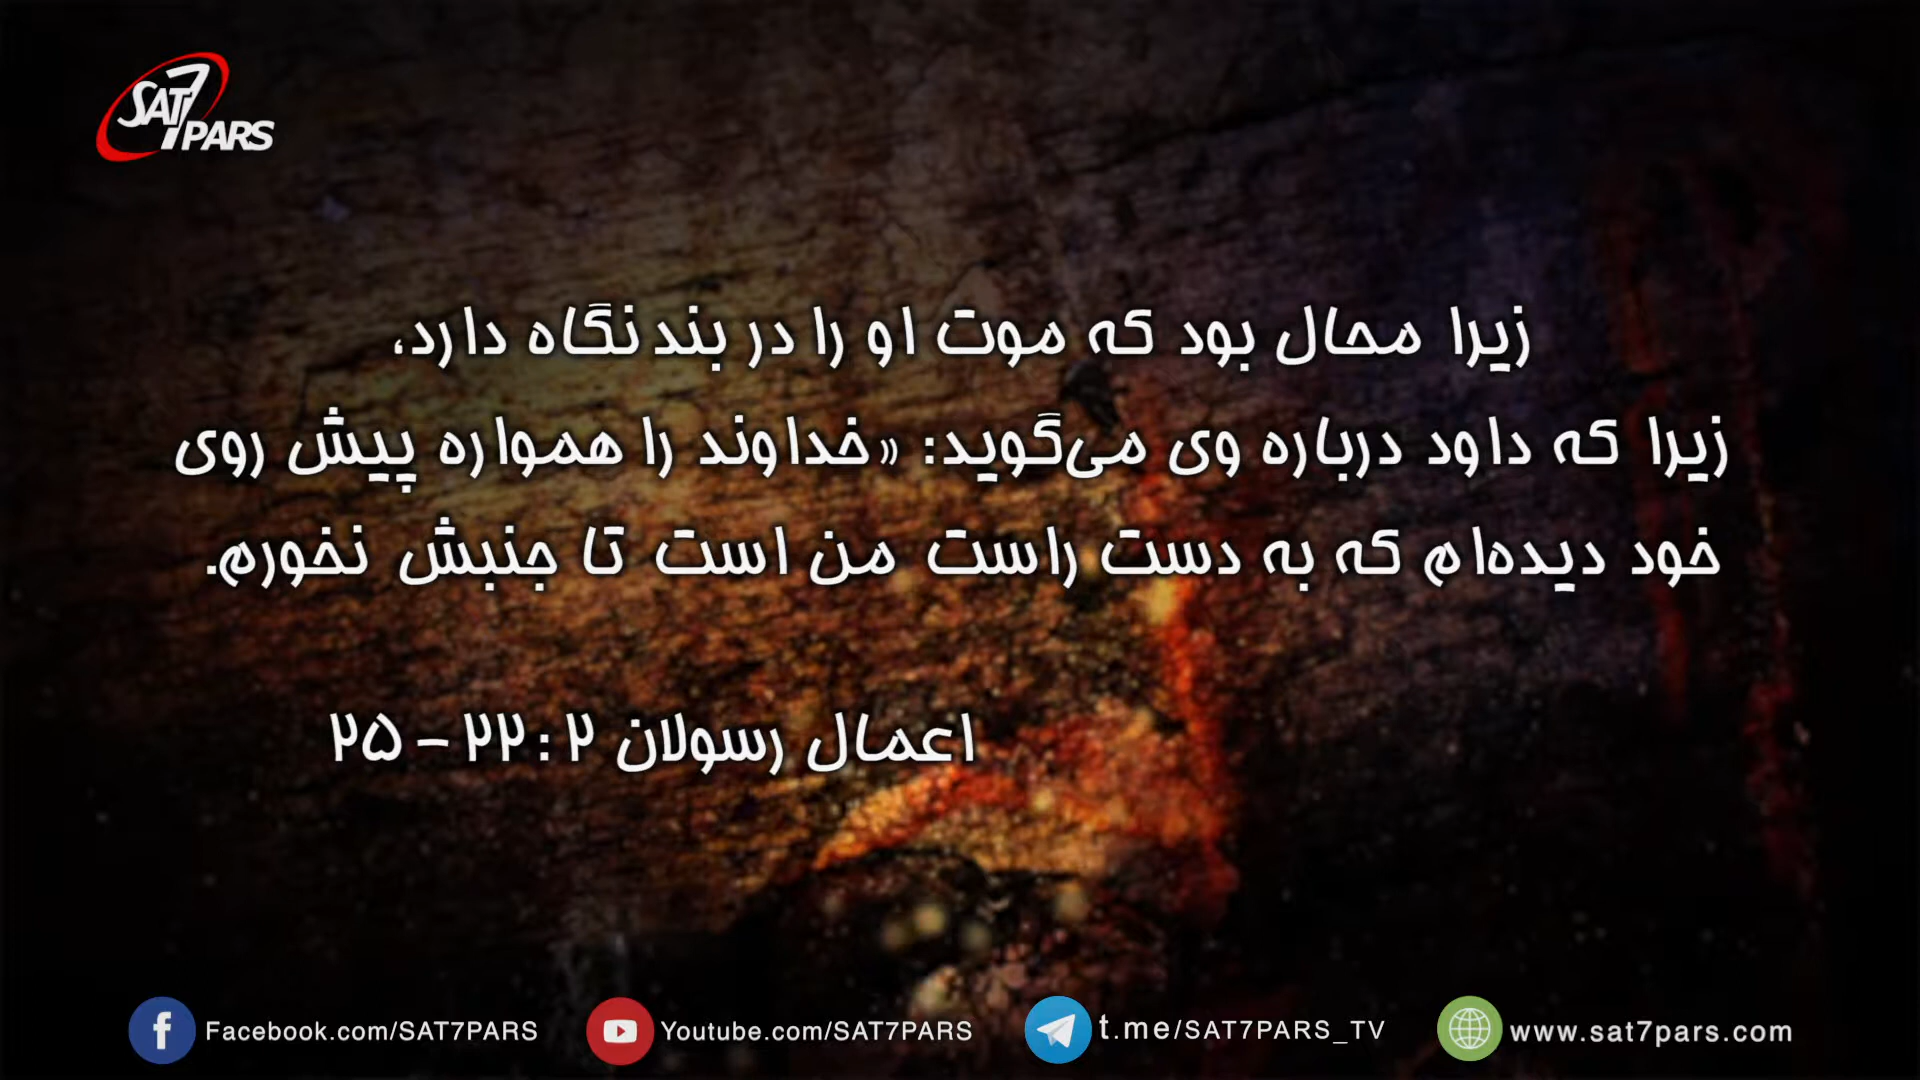 SAT7 PARS
زیرا محال بود که موت او را در بند نگاه دارد،
زیرا که داود درباره وی می‌گوید: «خداوند را همواره پیش روی
خود دیده‌ام که به دست راست من است تا جنبش نخورم.
اعمال رسولان ۲ : ۲۲ – ۲۵
Facebook.com/SAT7PARS
Youtube.com/SAT7PARS
t.me/SAT7PARS_TV
www.sat7pars.com